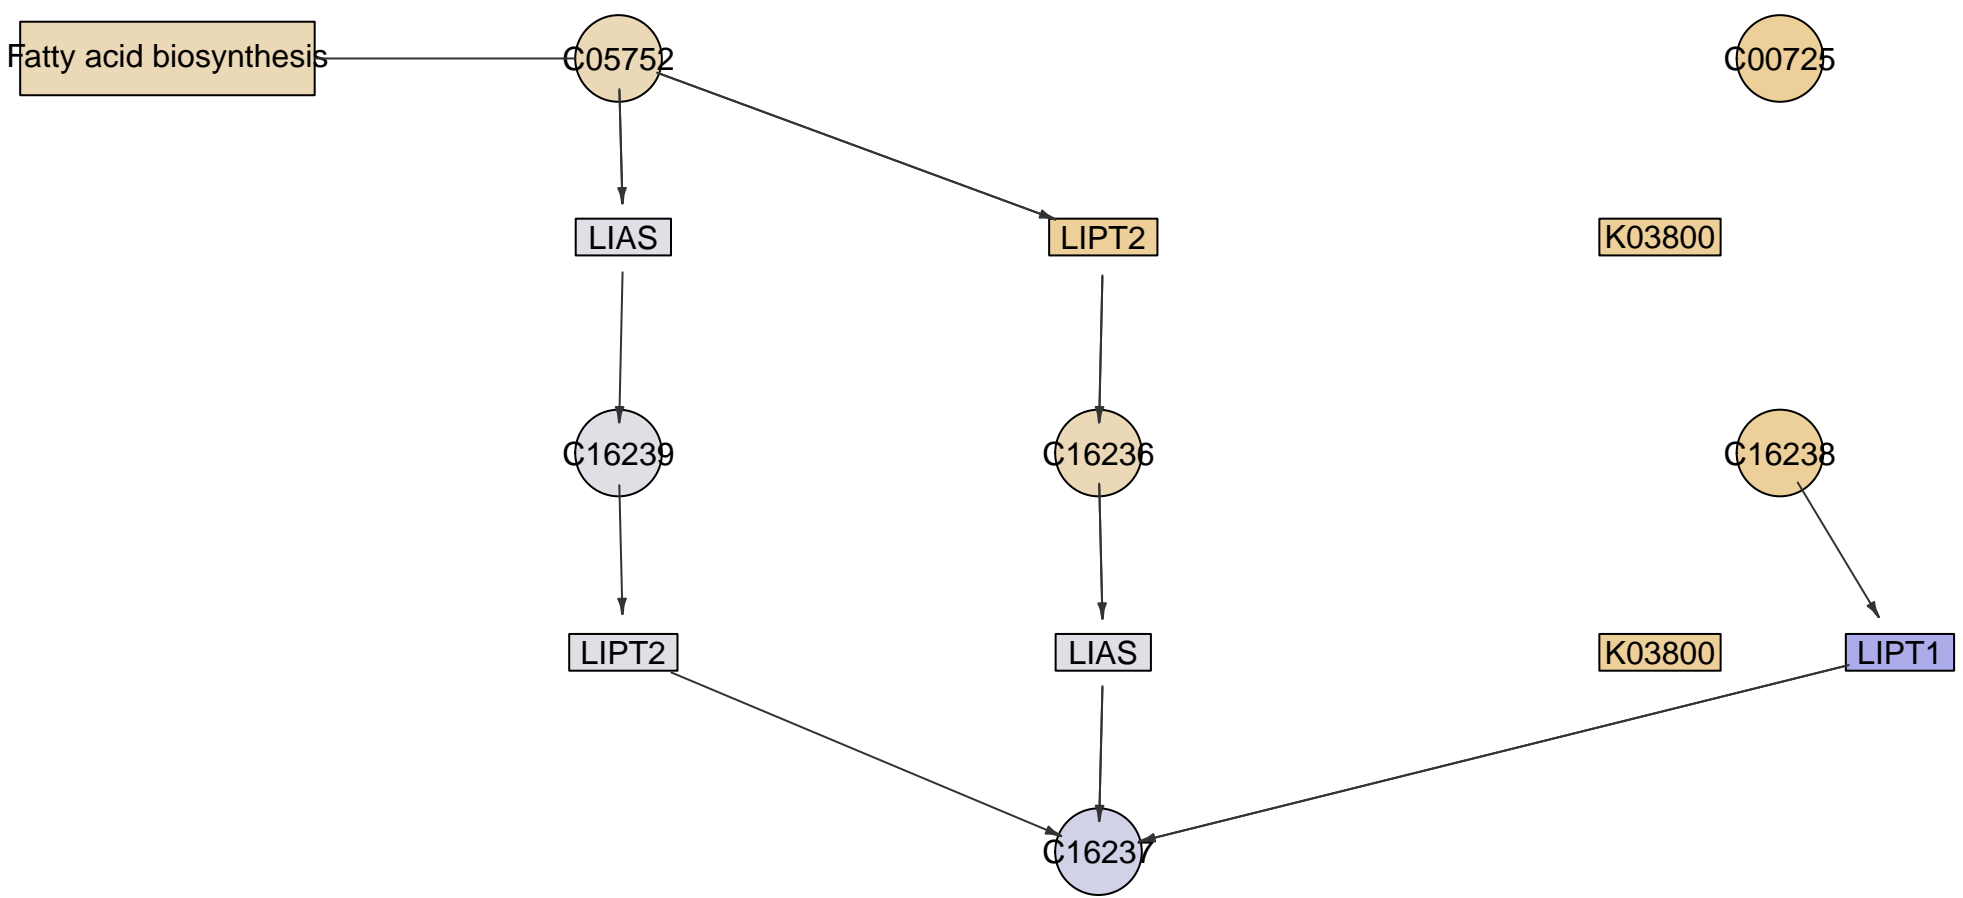 Fatty acid biosynthesis
C05752
C00725
LIAS
LIPT2
K03800
C16239
C16236
C16238
LIPT2
LIAS
K03800
LIPT1
C16237